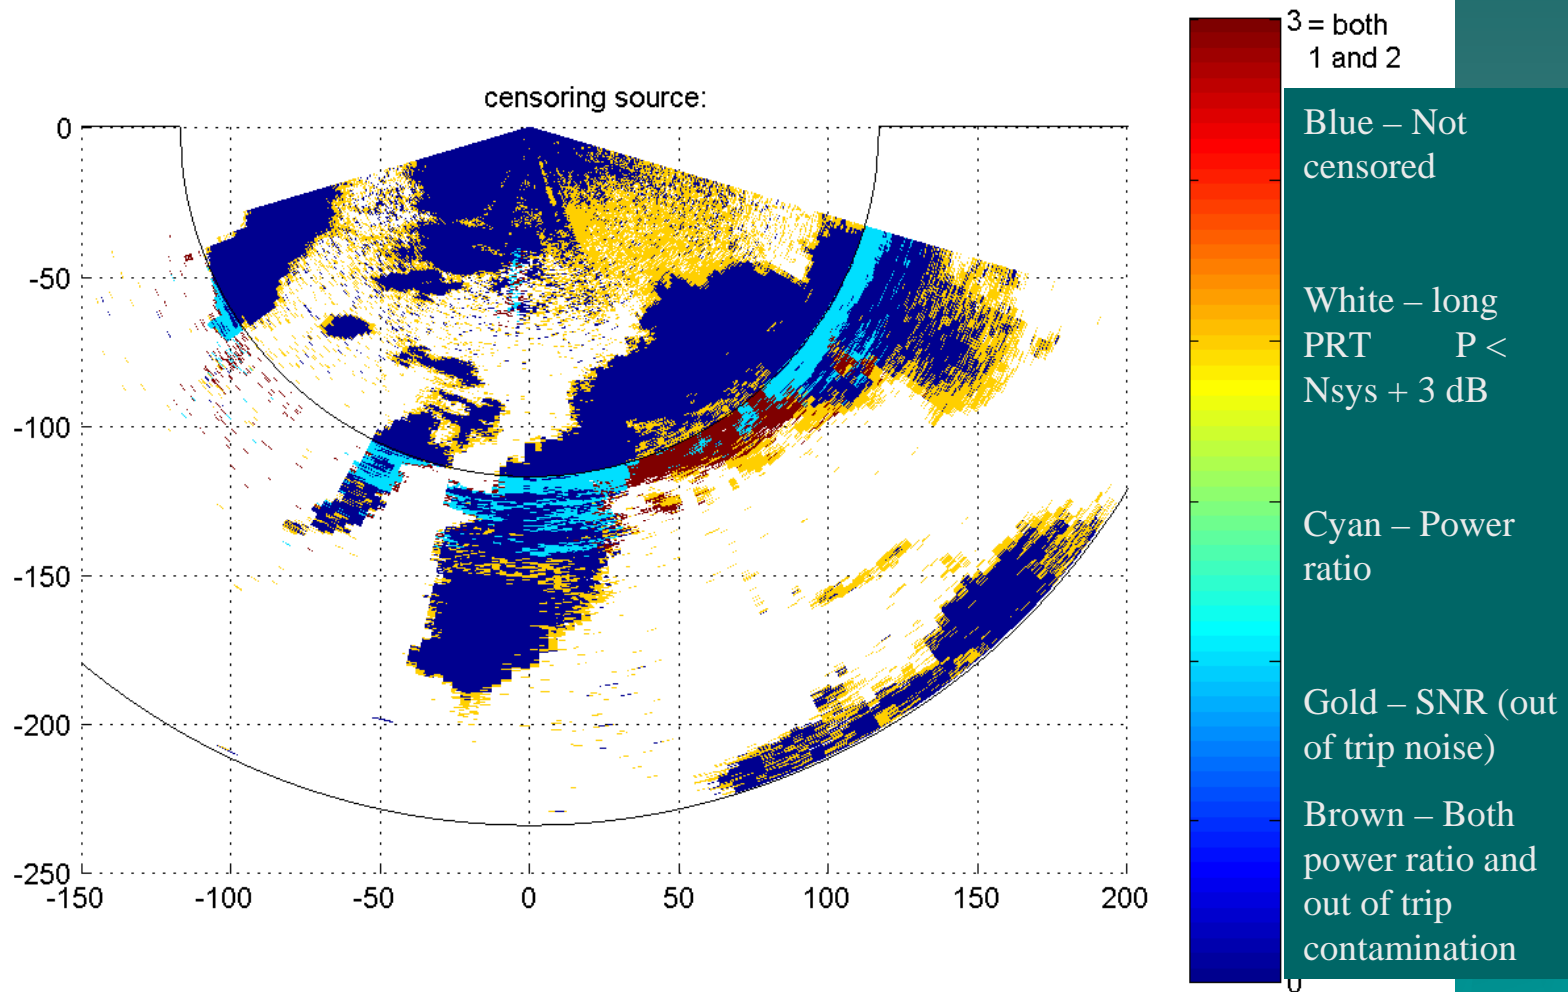 censoring source:
0
-50
-100
-150
-200
-250
-150
-100
-50
0
50
100
150
200
3 = both
1 and 2
Blue – Not
censored
White – long
PRT P <
Nsys + 3 dB
Cyan – Power
ratio
Gold – SNR (out
of trip noise)
Brown – Both
power ratio and
out of trip
contamination
0